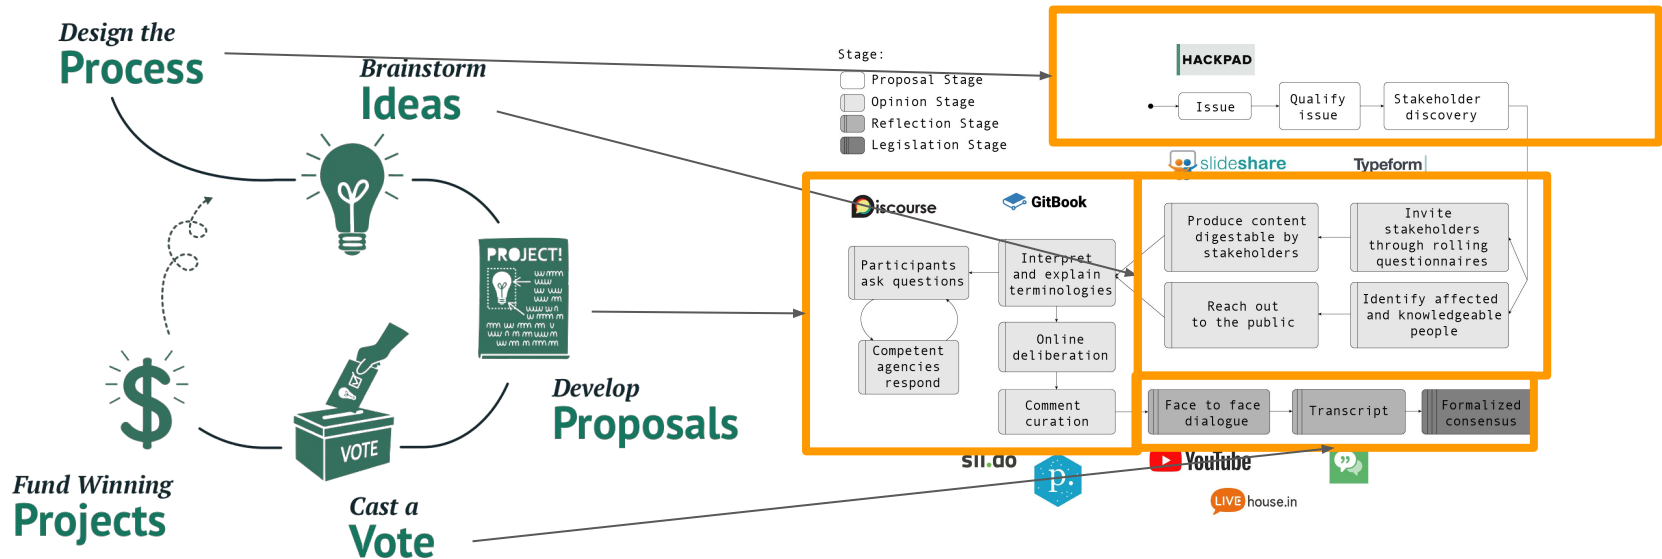 Design the
Process
Brainstorm
Ideas
PROJECT!
Develop
Proposals
VOTE
Cast a
Vote
Fund Winning
Projects
Stage:
Proposal Stage
Opinion Stage
Reflection Stage
Legislation Stage
HACKPAD
Issue
Qualify
issue
Stakeholder
discovery
slideshare
Typeform
Discourse
GitBook
Produce content
digestable by
stakeholders
Invite
stakeholders
through rolling
questionnaires
Participants
ask questions
Interpret
and explain
terminologies
Reach out
to the public
Identify affected
and knowledgeable
people
Competent
agencies
respond
Online
deliberation
Comment
curation
Face to face
dialogue
Transcript
Formalized
consensus
sli.do
p.
YouTube
LIVE house.in